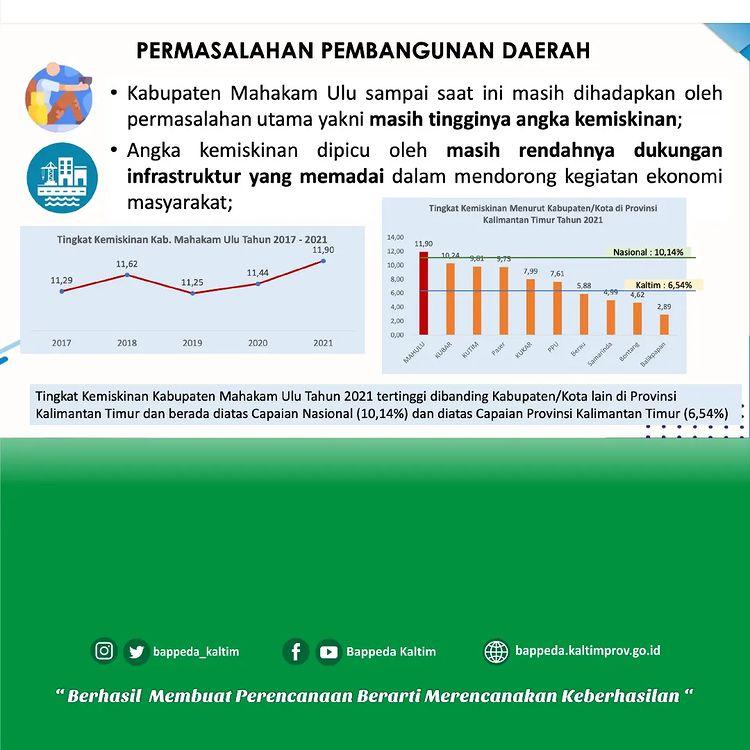 PERMASALAHAN PEMBANGUNAN DAERAH
• Kabupaten Mahakam Ulu sampai saat ini masih dihadapkan oleh
permasalahan utama yakni masih tingginya angka kemiskinan;
• Angka kemiskinan dipicu oleh masih rendahnya dukungan
infrastruktur yang memadai dalam mendorong kegiatan ekonomi
masyarakat;
Tingkat Kemiskinan Kab. Mahakam Ulu Tahun 2017 - 2021
11,29
11,62
11,25
11,44
11,90
2017
2018
2019
2020
2021
Tingkat Kemiskinan Menurut Kabupaten/Kota di Provinsi
Kalimantan Timur Tahun 2021
14,00
12,00
10,00
8,00
6,00
4,00
2,00
0,00
11,90
10,24
9,81
9,73
7,99
7,61
5,88
4,99
4,62
2,89
Nasional : 10,14%
Kaltim : 6,54%
MAHULU
KUBAR
KUTIM
Paser
KUKAR
PPU
Berau
Samarinda
Bontang
Balikpapan
Tingkat Kemiskinan Kabupaten Mahakam Ulu Tahun 2021 tertinggi dibanding Kabupaten/Kota lain di Provinsi
Kalimantan Timur dan berada diatas Capaian Nasional (10,14%) dan diatas Capaian Provinsi Kalimantan Timur (6,54%)
bappeda_kaltim
Bappeda Kaltim
bappeda.kaltimprov.go.id
“ Berhasil Membuat Perencanaan Berarti Merencanakan Keberhasilan “